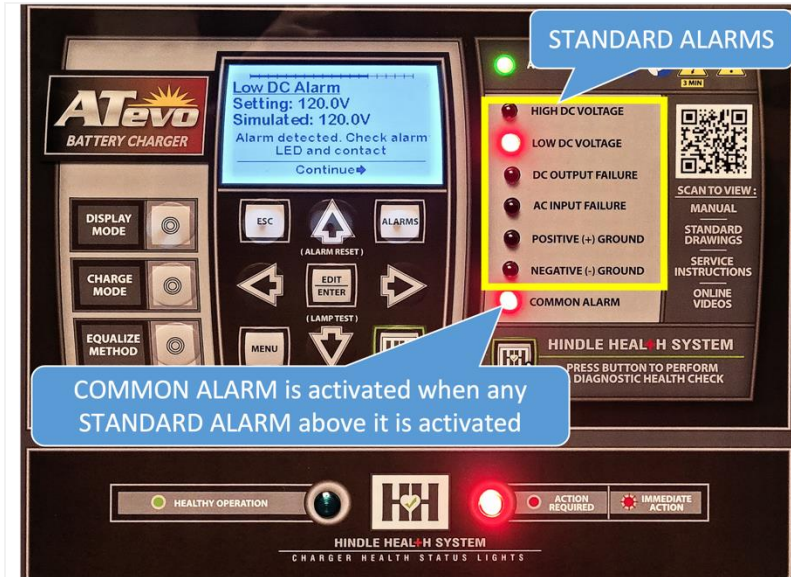 STANDARD ALARMS
ATevo
BATTERY CHARGER
Low DC Alarm
Setting: 120.0V
Simulated: 120.0V
Alarm detected. Check alarm
LED and contact
Continue
3 MIN
HIGH DC VOLTAGE
LOW DC VOLTAGE
DC OUTPUT FAILURE
AC INPUT FAILURE
POSITIVE (+) GROUND
NEGATIVE (-) GROUND
COMMON ALARM
SCAN TO VIEW :
MANUAL
STANDARD
DRAWINGS
SERVICE
INSTRUCTIONS
ONLINE
VIDEOS
DISPLAY
MODE
CHARGE
MODE
EQUALIZE
METHOD
ESC
ALARMS
( ALARM RESET )
EDIT
ENTER
( LAMP TEST )
MENU
HINDLE HEALTH SYSTEM
PRESS BUTTON TO PERFORM
DIAGNOSTIC HEALTH CHECK
COMMON ALARM is activated when any
STANDARD ALARM above it is activated
HEALTHY OPERATION
HH
ACTION
REQUIRED
IMMEDIATE
ACTION
HINDLE HEALTH SYSTEM
CHARGER HEALTH STATUS LIGHTS